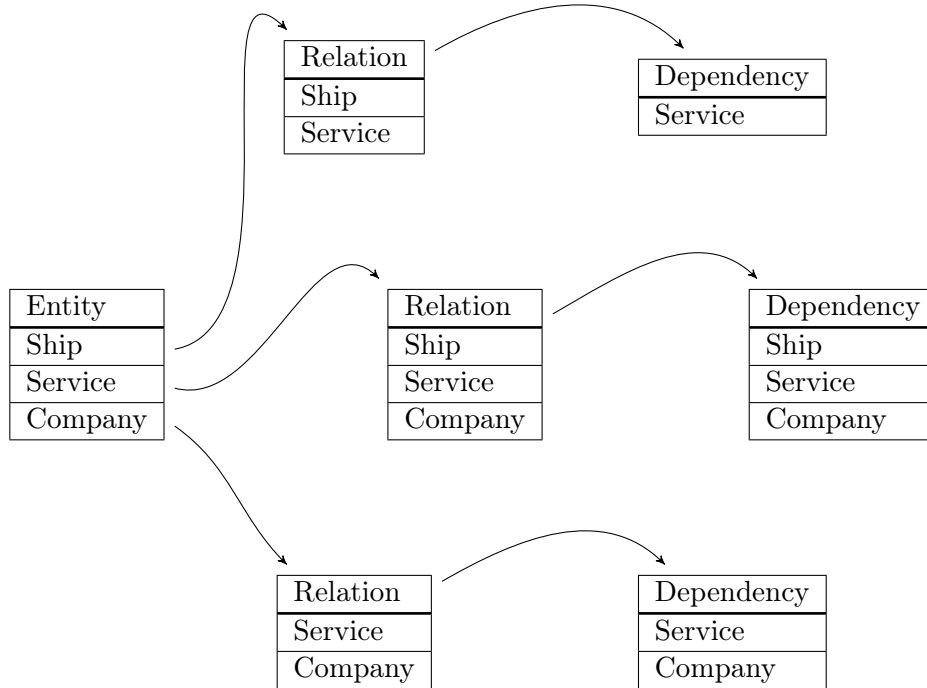 Relation
Ship
Service
Dependency
Service
Entity
Ship
Service
Company
Relation
Ship
Service
Company
Dependency
Ship
Service
Company
Relation
Service
Company
Dependency
Service
Company